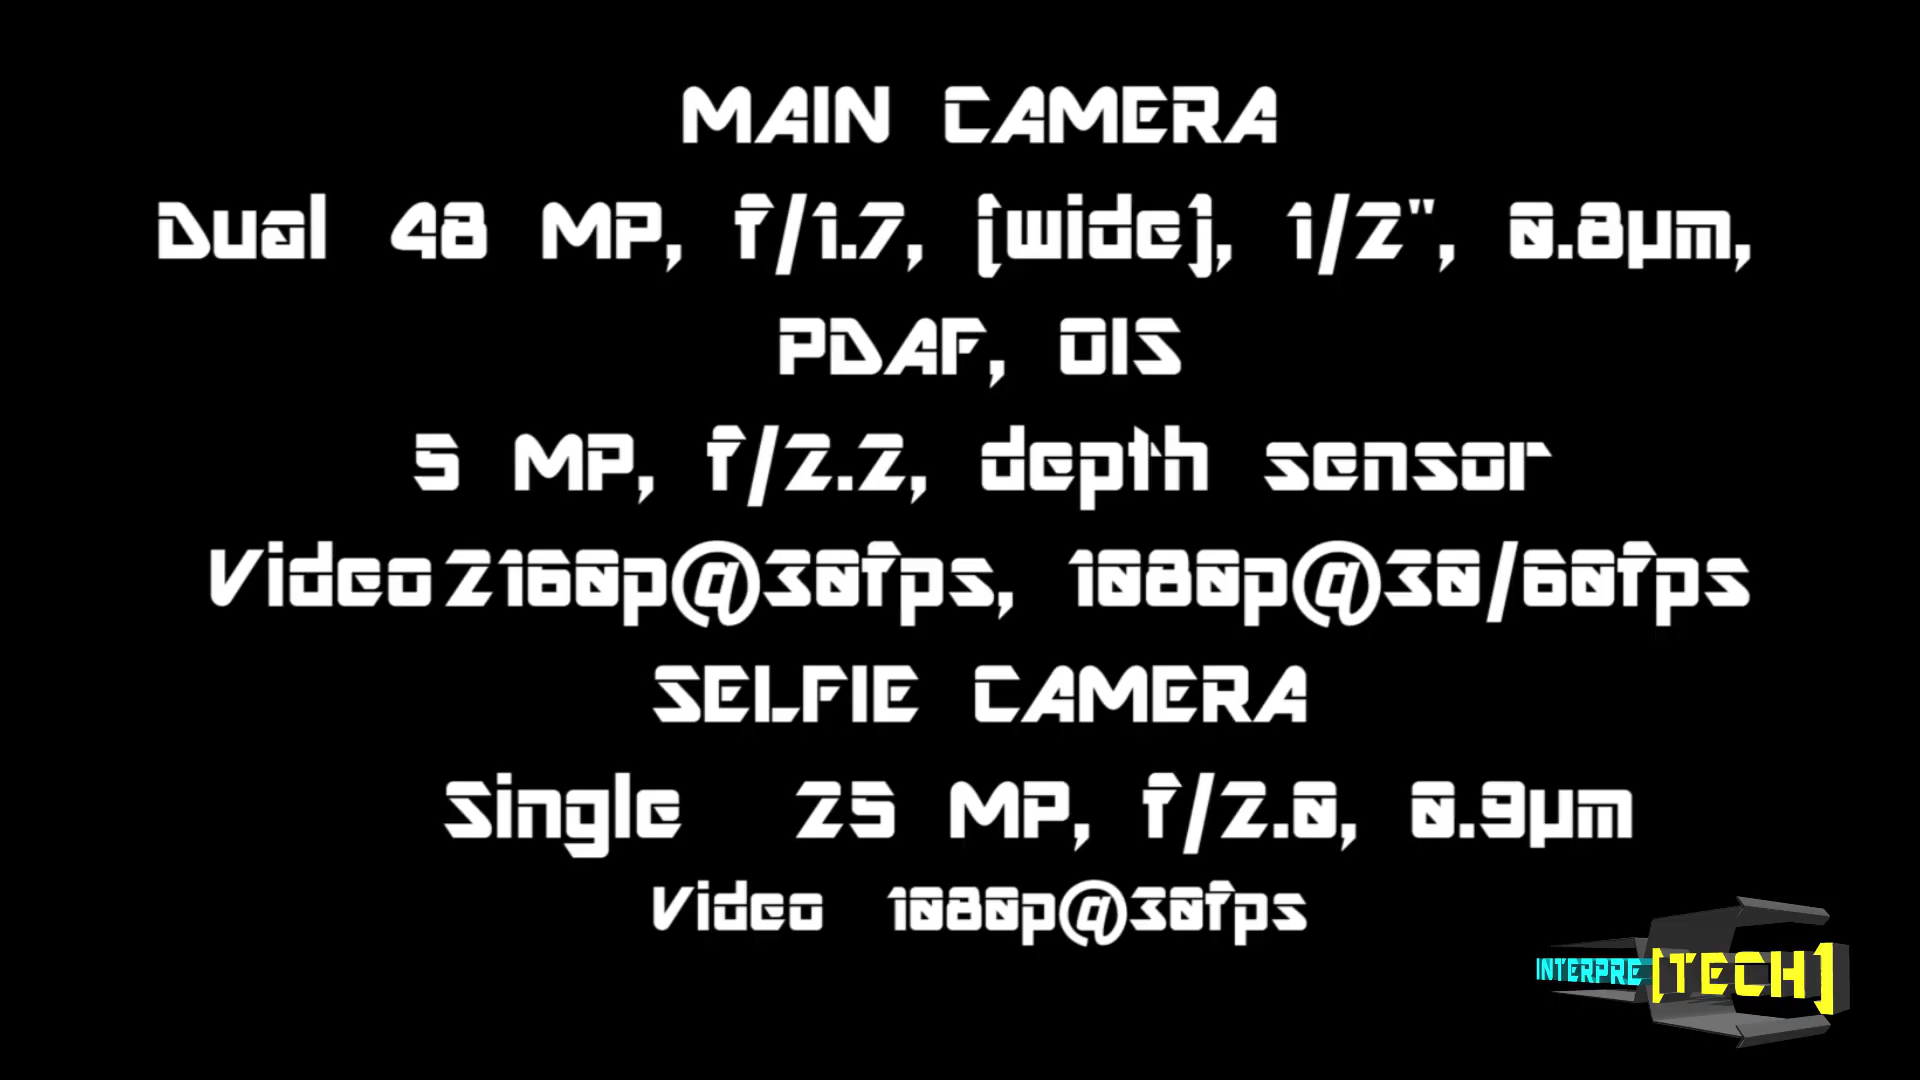 MAIN CAMERA
Dual 48 MP, f/1.7, (wide), 1/2", 0.8µm,
PDAF, OIS
5 MP, f/2.2, depth sensor
Video 2160p@30fps, 1080p@30/60fps
SELFIE CAMERA
Single 25 MP, f/2.0, 0.9µm
Video 1080p@30fps
INTERPRE[TECH]